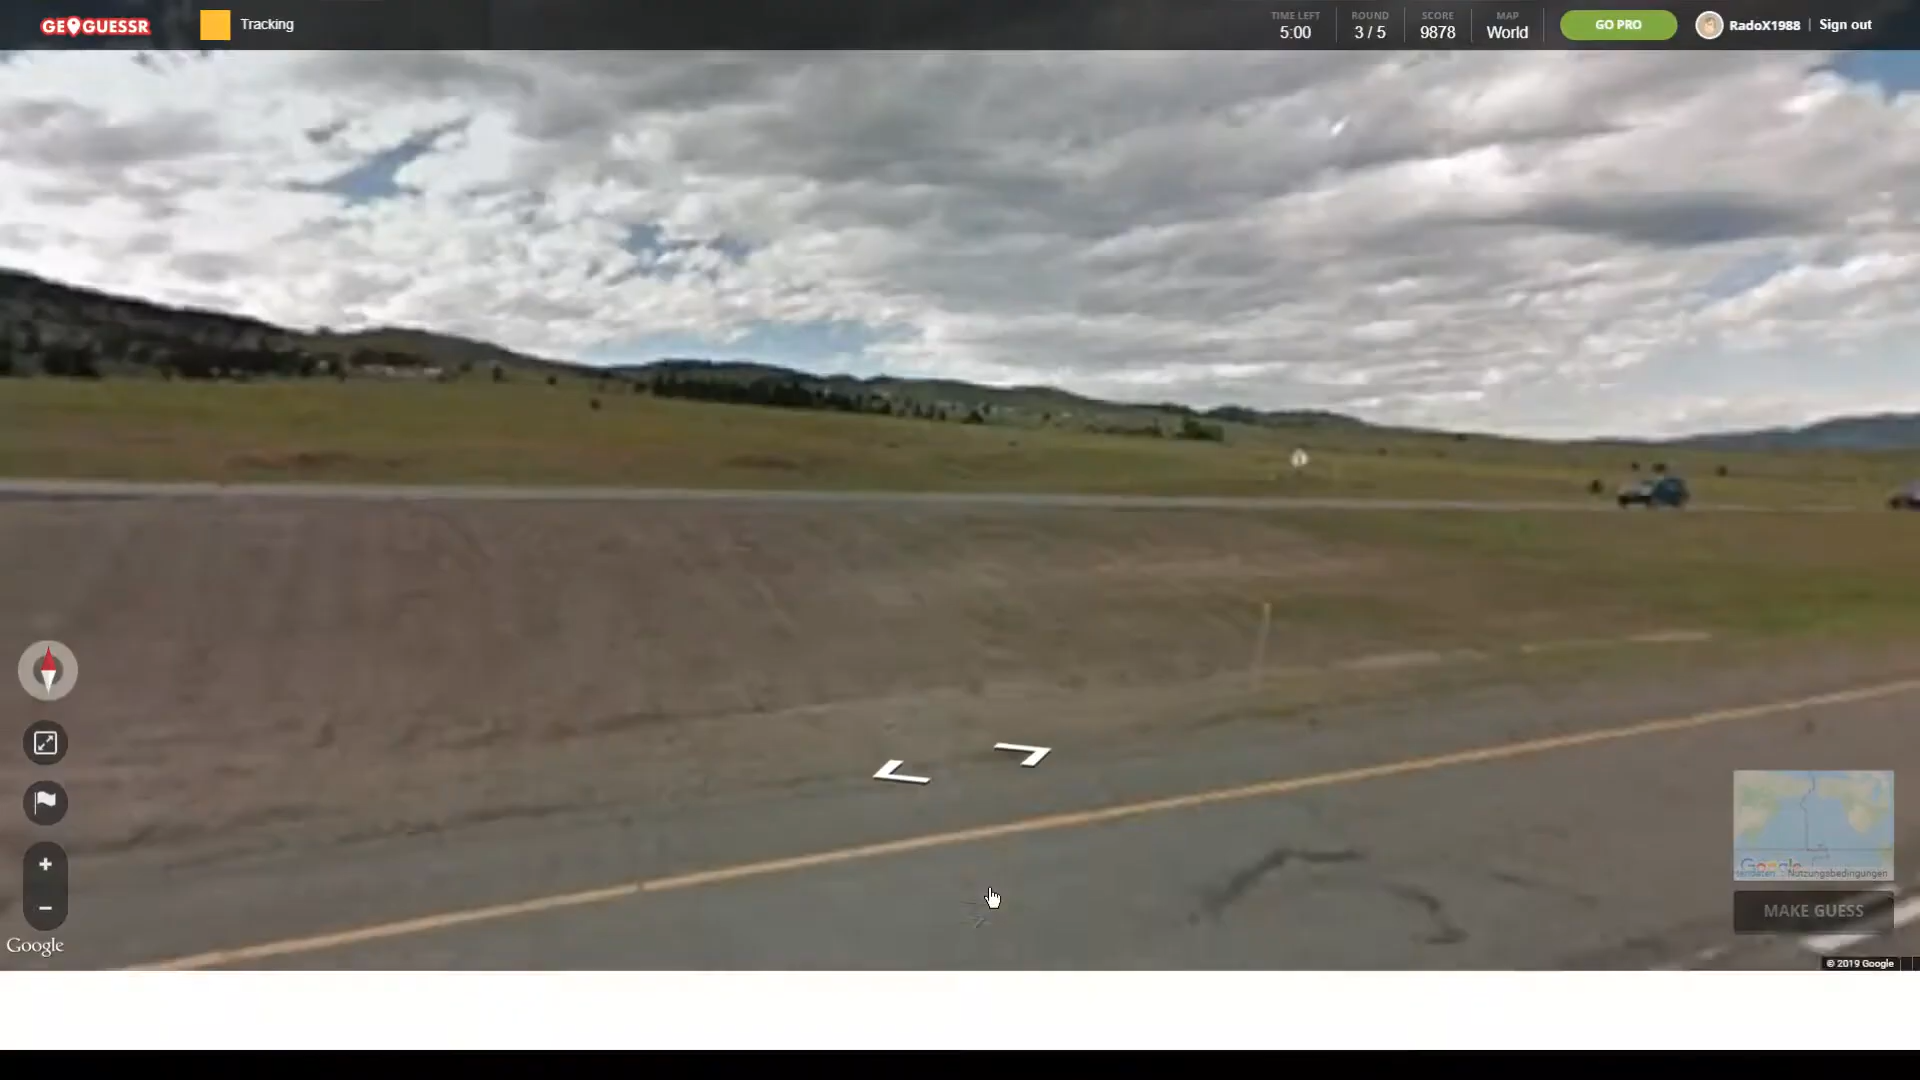 GEOGUESSR
Tracking
TIME LEFT
5:00
ROUND
3 / 5
SCORE
9878
MAP
World
GO PRO
RadoX1988
Sign out
Google
Google
Nutzungsbedingungen
MAKE GUESS
© 2019 Google